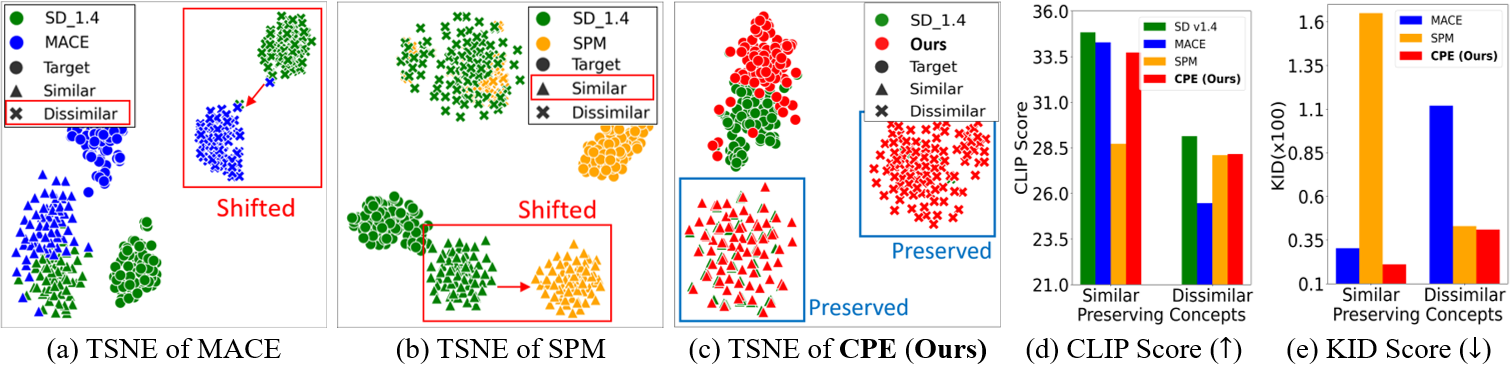 SD_1.4
MACE
Target
Similar
Dissimilar
Shifted
(a) TSNE of MACE
SD_1.4
SPM
Target
Similar
Dissimilar
Shifted
(b) TSNE of SPM
SD_1.4
Ours
Target
Similar
Dissimilar
Preserved
Preserved
(c) TSNE of CPE (Ours)
CLIP Score
36.0
33.5
31.0
28.5
26.0
23.5
21.0
SD v1.4
MACE
SPM
CPE (Ours)
Similar Dissimilar
Preserving Concepts
(d) CLIP Score (↑)
KID(x100)
1.6
1.35
1.1
0.85
0.6
0.35
0.1
MACE
SPM
CPE (Ours)
Similar Dissimilar
Preserving Concepts
(e) KID Score (↓)